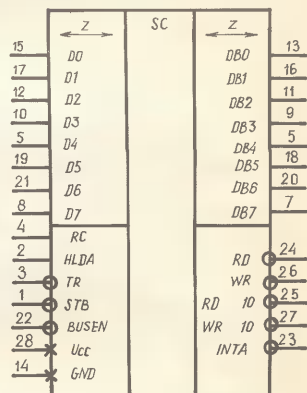 Z SC Z
15 D0 DB0 13
17 D1 DB1 16
12 D2 DB2 11
10 D3 DB3 9
5 D4 DB4 5
19 D5 DB5 18
21 D6 DB6 20
8 D7 DB7 7
4 RC
2 HLDA RD 24
3 TR WR 26
1 STB RD 10 25
22 BUSEN WR 10 27
28 Ucc INTA 23
14 GND